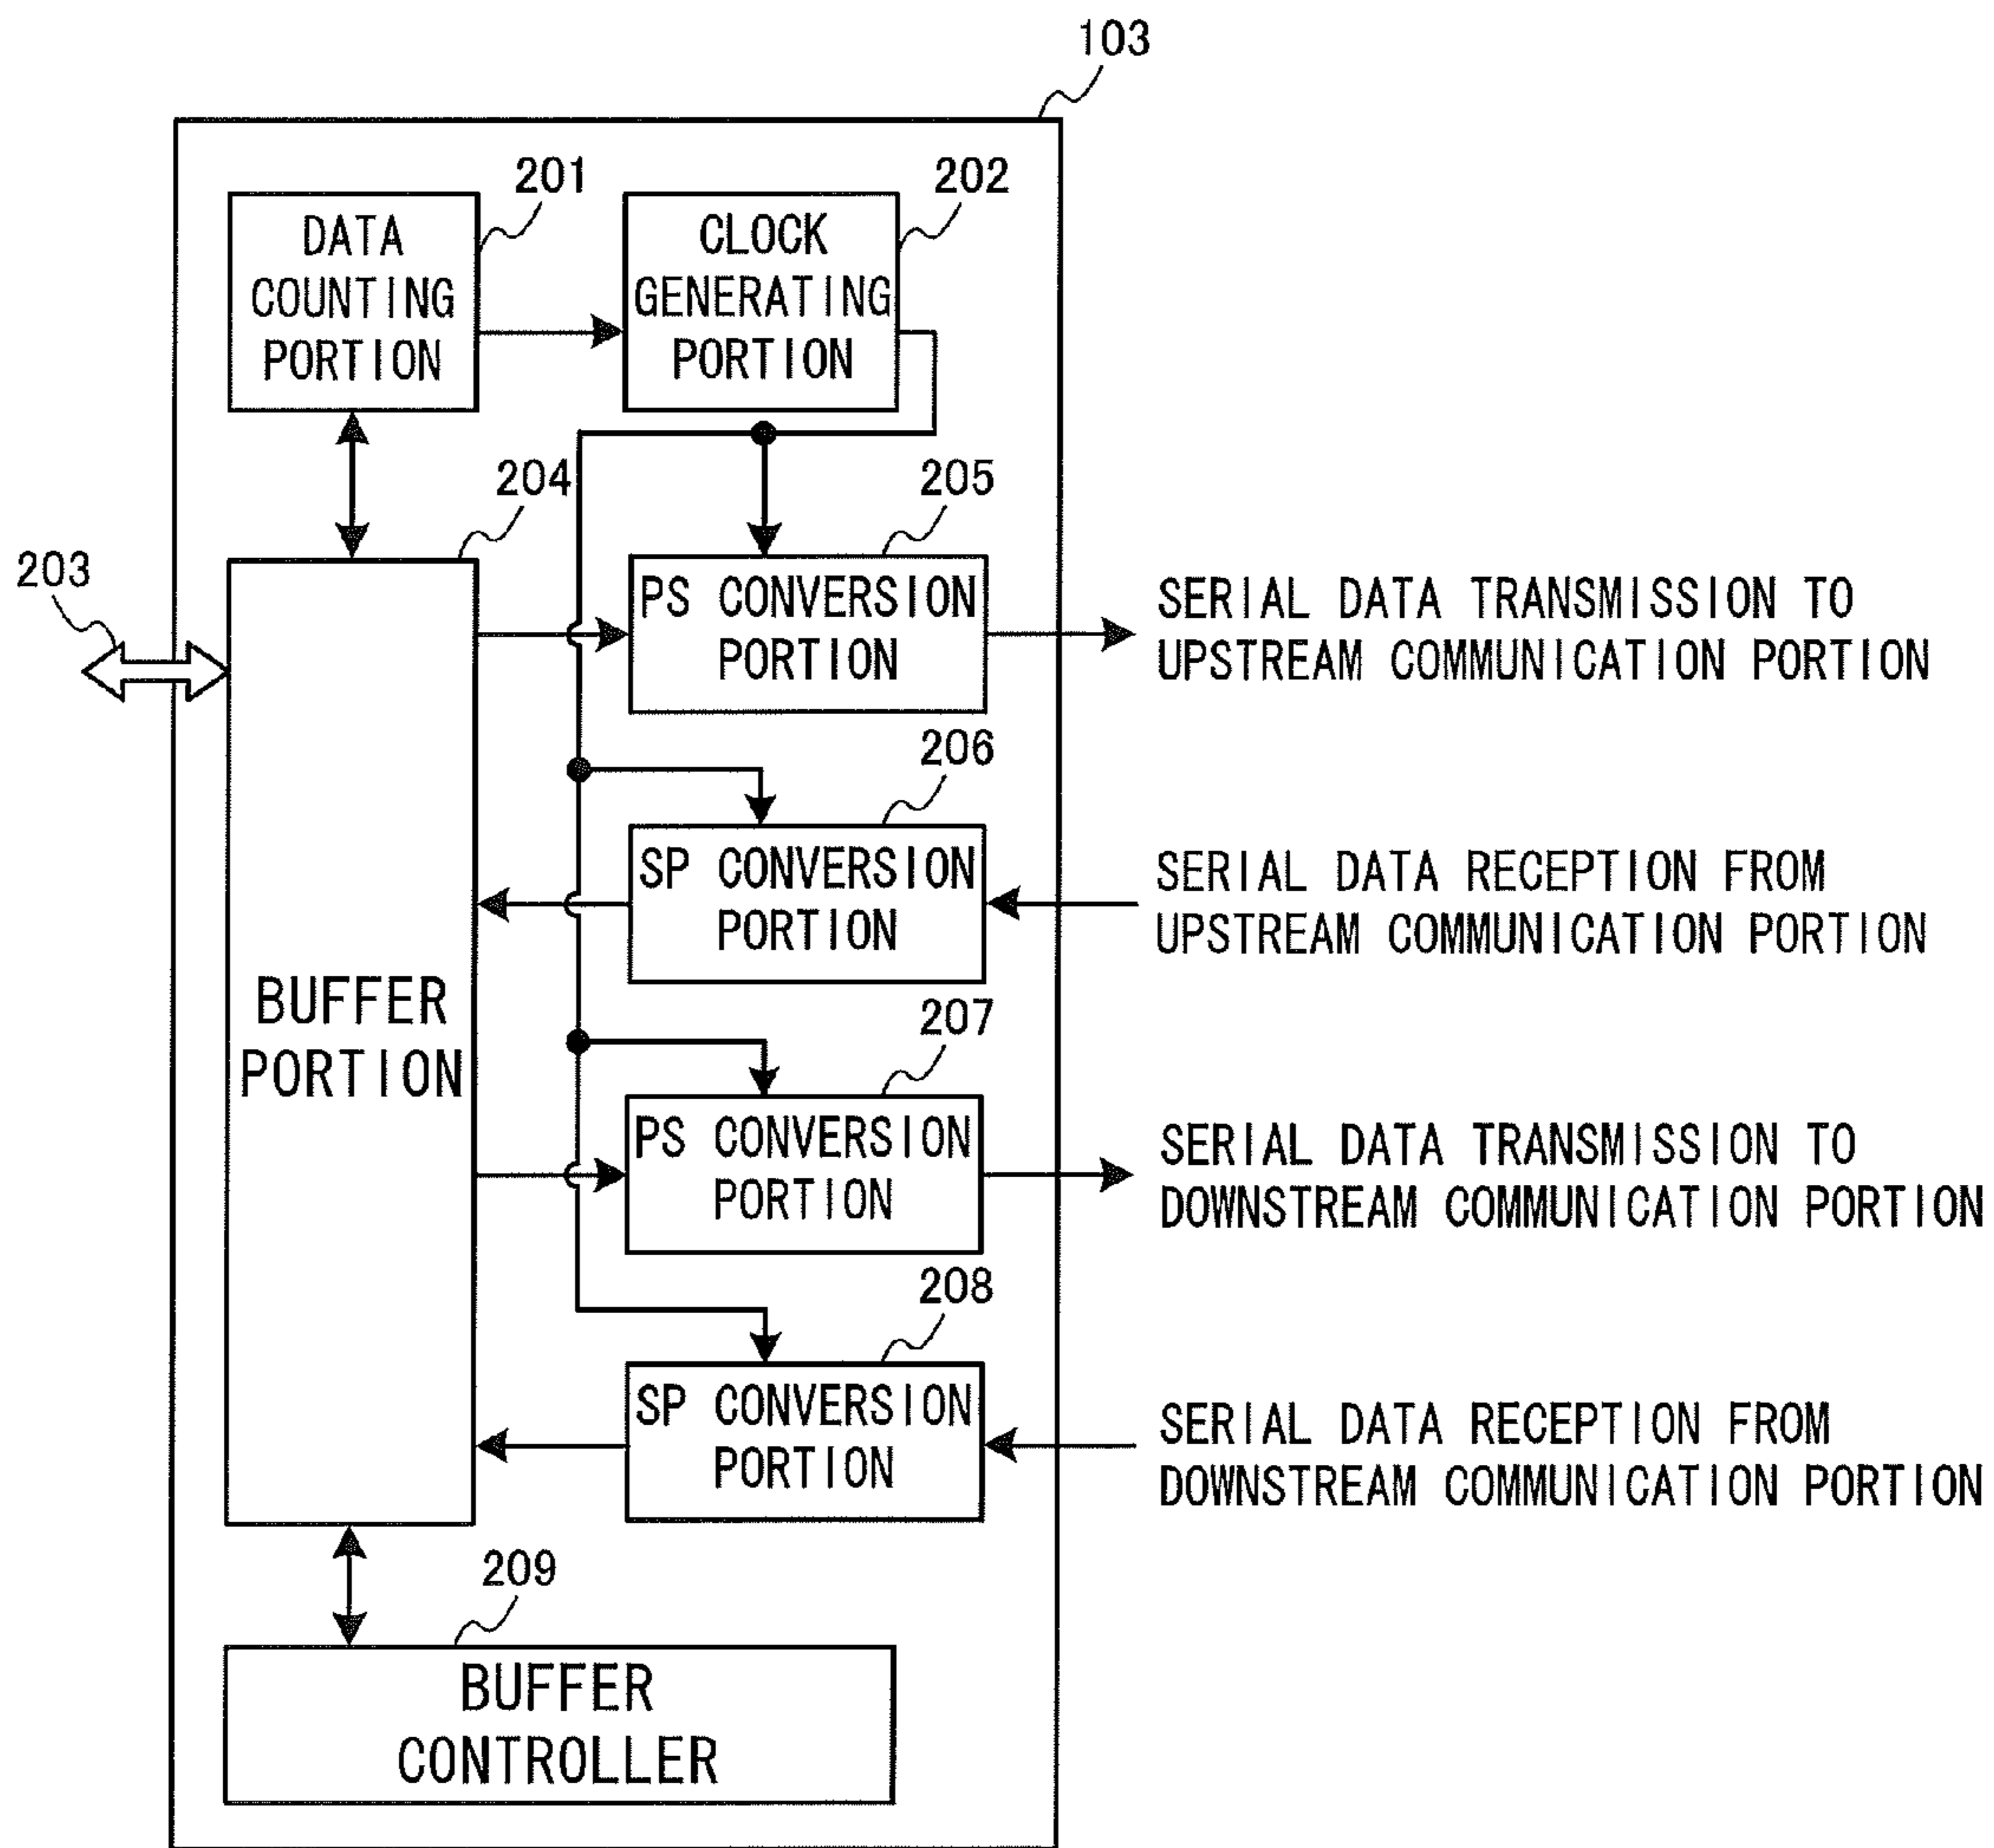 103
201
202
DATA
COUNTING
PORTION
CLOCK
GENERATING
PORTION
204
205
203
PS CONVERSION
PORTION
SERIAL DATA TRANSMISSION TO
UPSTREAM COMMUNICATION PORTION
206
SP CONVERSION
PORTION
SERIAL DATA RECEPTION FROM
UPSTREAM COMMUNICATION PORTION
BUFFER
PORTION
207
PS CONVERSION
PORTION
SERIAL DATA TRANSMISSION TO
DOWNSTREAM COMMUNICATION PORTION
208
SP CONVERSION
PORTION
SERIAL DATA RECEPTION FROM
DOWNSTREAM COMMUNICATION PORTION
209
BUFFER
CONTROLLER